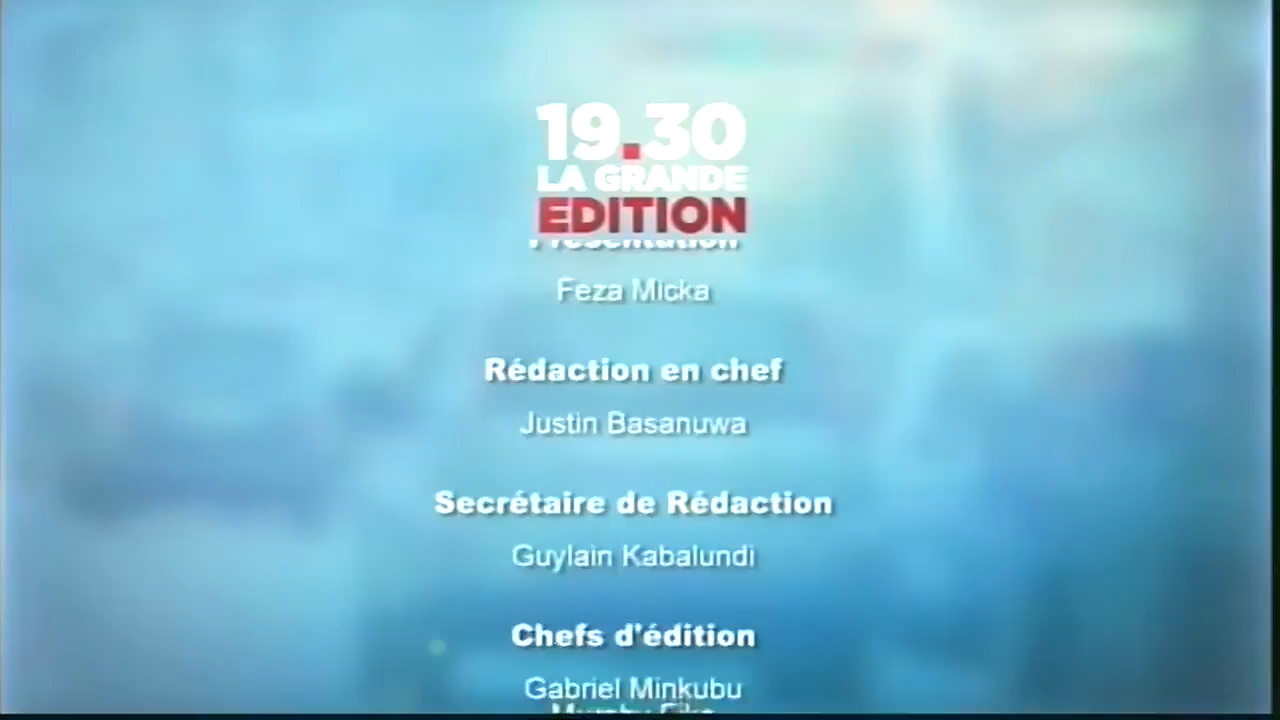 19.30
LA GRANDE
EDITION
Présentation
Feza Micka
Rédaction en chef
Justin Basanuwa
Secrétaire de Rédaction
Guylain Kabalundi
Chefs d'édition
Gabriel Minkubu